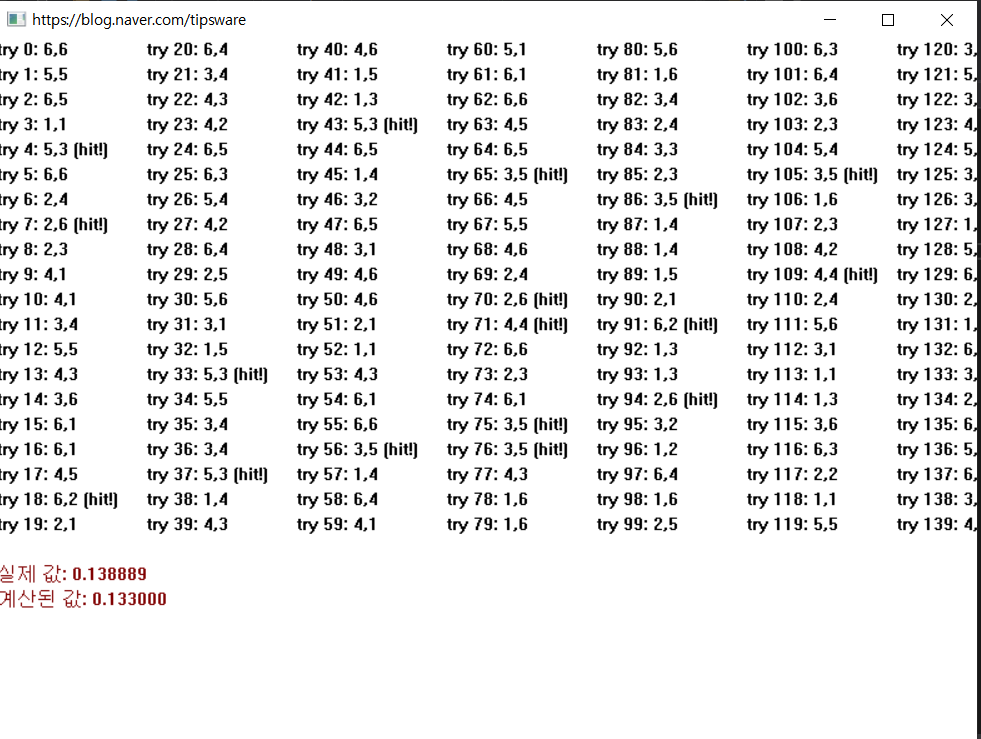 https://blog.naver.com/tipsware
try 0: 6,6 try 20: 6,4 try 40: 4,6 try 60: 5,1 try 80: 5,6 try 100: 6,3 try 120: 3,
try 1: 5,5 try 21: 3,4 try 41: 1,5 try 61: 6,1 try 81: 1,6 try 101: 6,4 try 121: 5,
try 2: 6,5 try 22: 4,3 try 42: 1,3 try 62: 6,6 try 82: 3,4 try 102: 3,6 try 122: 3,
try 3: 1,1 try 23: 4,2 try 43: 5,3 (hit!) try 63: 4,5 try 83: 2,4 try 103: 2,3 try 123: 4,
try 4: 5,3 (hit!) try 24: 6,5 try 44: 6,5 try 64: 6,5 try 84: 3,3 try 104: 5,4 try 124: 5,
try 5: 6,6 try 25: 6,3 try 45: 1,4 try 65: 3,5 (hit!) try 85: 2,3 try 105: 3,5 (hit!) try 125: 3,
try 6: 2,4 try 26: 5,4 try 46: 3,2 try 66: 4,5 try 86: 3,5 (hit!) try 106: 1,6 try 126: 3,
try 7: 2,6 (hit!) try 27: 4,2 try 47: 6,5 try 67: 5,5 try 87: 1,4 try 107: 2,3 try 127: 1,
try 8: 2,3 try 28: 6,4 try 48: 3,1 try 68: 4,6 try 88: 1,4 try 108: 4,2 try 128: 5,
try 9: 4,1 try 29: 2,5 try 49: 4,6 try 69: 2,4 try 89: 1,5 try 109: 4,4 (hit!) try 129: 6,
try 10: 4,1 try 30: 5,6 try 50: 4,6 try 70: 2,6 (hit!) try 90: 2,1 try 110: 2,4 try 130: 2,
try 11: 3,4 try 31: 3,1 try 51: 2,1 try 71: 4,4 (hit!) try 91: 6,2 (hit!) try 111: 5,6 try 131: 1,
try 12: 5,5 try 32: 1,5 try 52: 1,1 try 72: 6,6 try 92: 1,3 try 112: 3,1 try 132: 6,
try 13: 4,3 try 33: 5,3 (hit!) try 53: 4,3 try 73: 2,3 try 93: 1,3 try 113: 1,1 try 133: 3,
try 14: 3,6 try 34: 5,5 try 54: 6,1 try 74: 6,1 try 94: 2,6 (hit!) try 114: 1,3 try 134: 2,
try 15: 6,1 try 35: 3,4 try 55: 6,6 try 75: 3,5 (hit!) try 95: 3,2 try 115: 3,6 try 135: 6,
try 16: 6,1 try 36: 3,4 try 56: 3,5 (hit!) try 76: 3,5 (hit!) try 96: 1,2 try 116: 6,3 try 136: 5,
try 17: 4,5 try 37: 5,3 (hit!) try 57: 1,4 try 77: 4,3 try 97: 6,4 try 117: 2,2 try 137: 6,
try 18: 6,2 (hit!) try 38: 1,4 try 58: 6,4 try 78: 1,6 try 98: 1,6 try 118: 1,1 try 138: 3,
try 19: 2,1 try 39: 4,3 try 59: 4,1 try 79: 1,6 try 99: 2,5 try 119: 5,5 try 139: 4,
실제 값: 0.138889
계산된 값: 0.133000